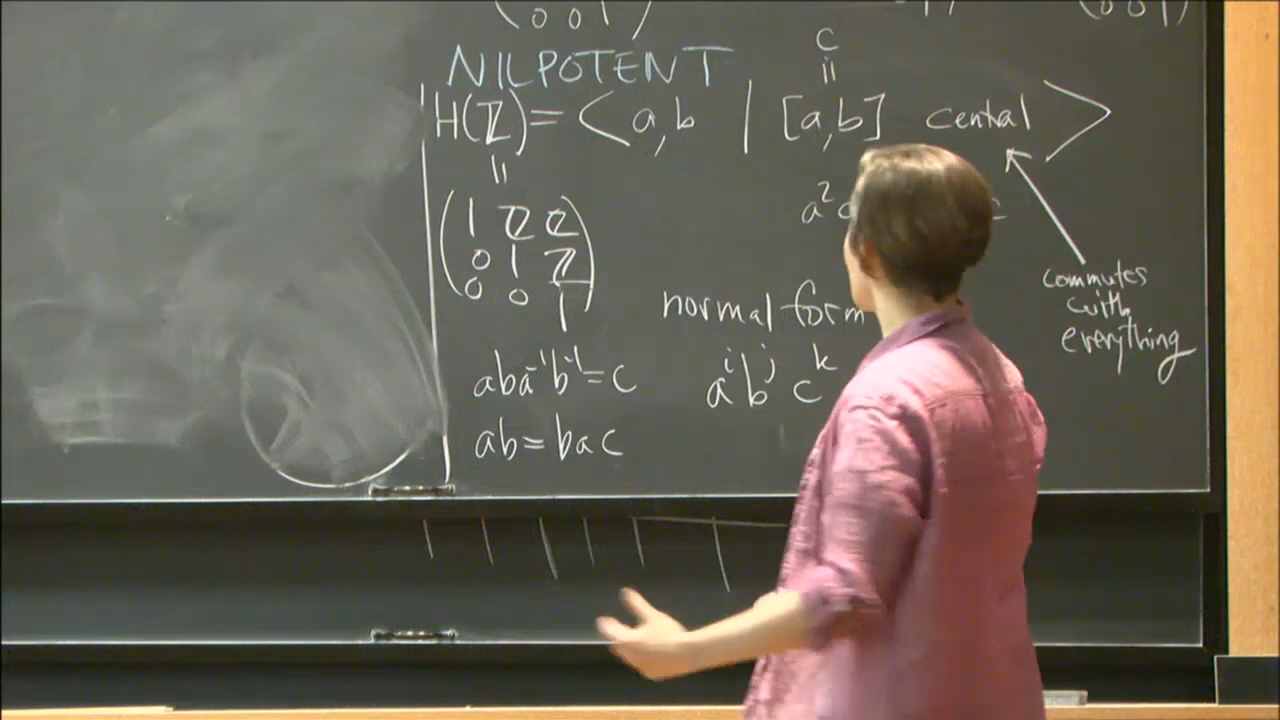 (0 0 1)
(0 0 1)
NILPOTENT
c
=
H(ℤ) = < a, b | [a,b] central >
=
(1 ℤ ℤ
0 1 ℤ
0 0 1)
a²c
commutes
with
everything
normal form
aⁱ bʲ cᵏ
aba⁻¹b⁻¹=c
ab = bac